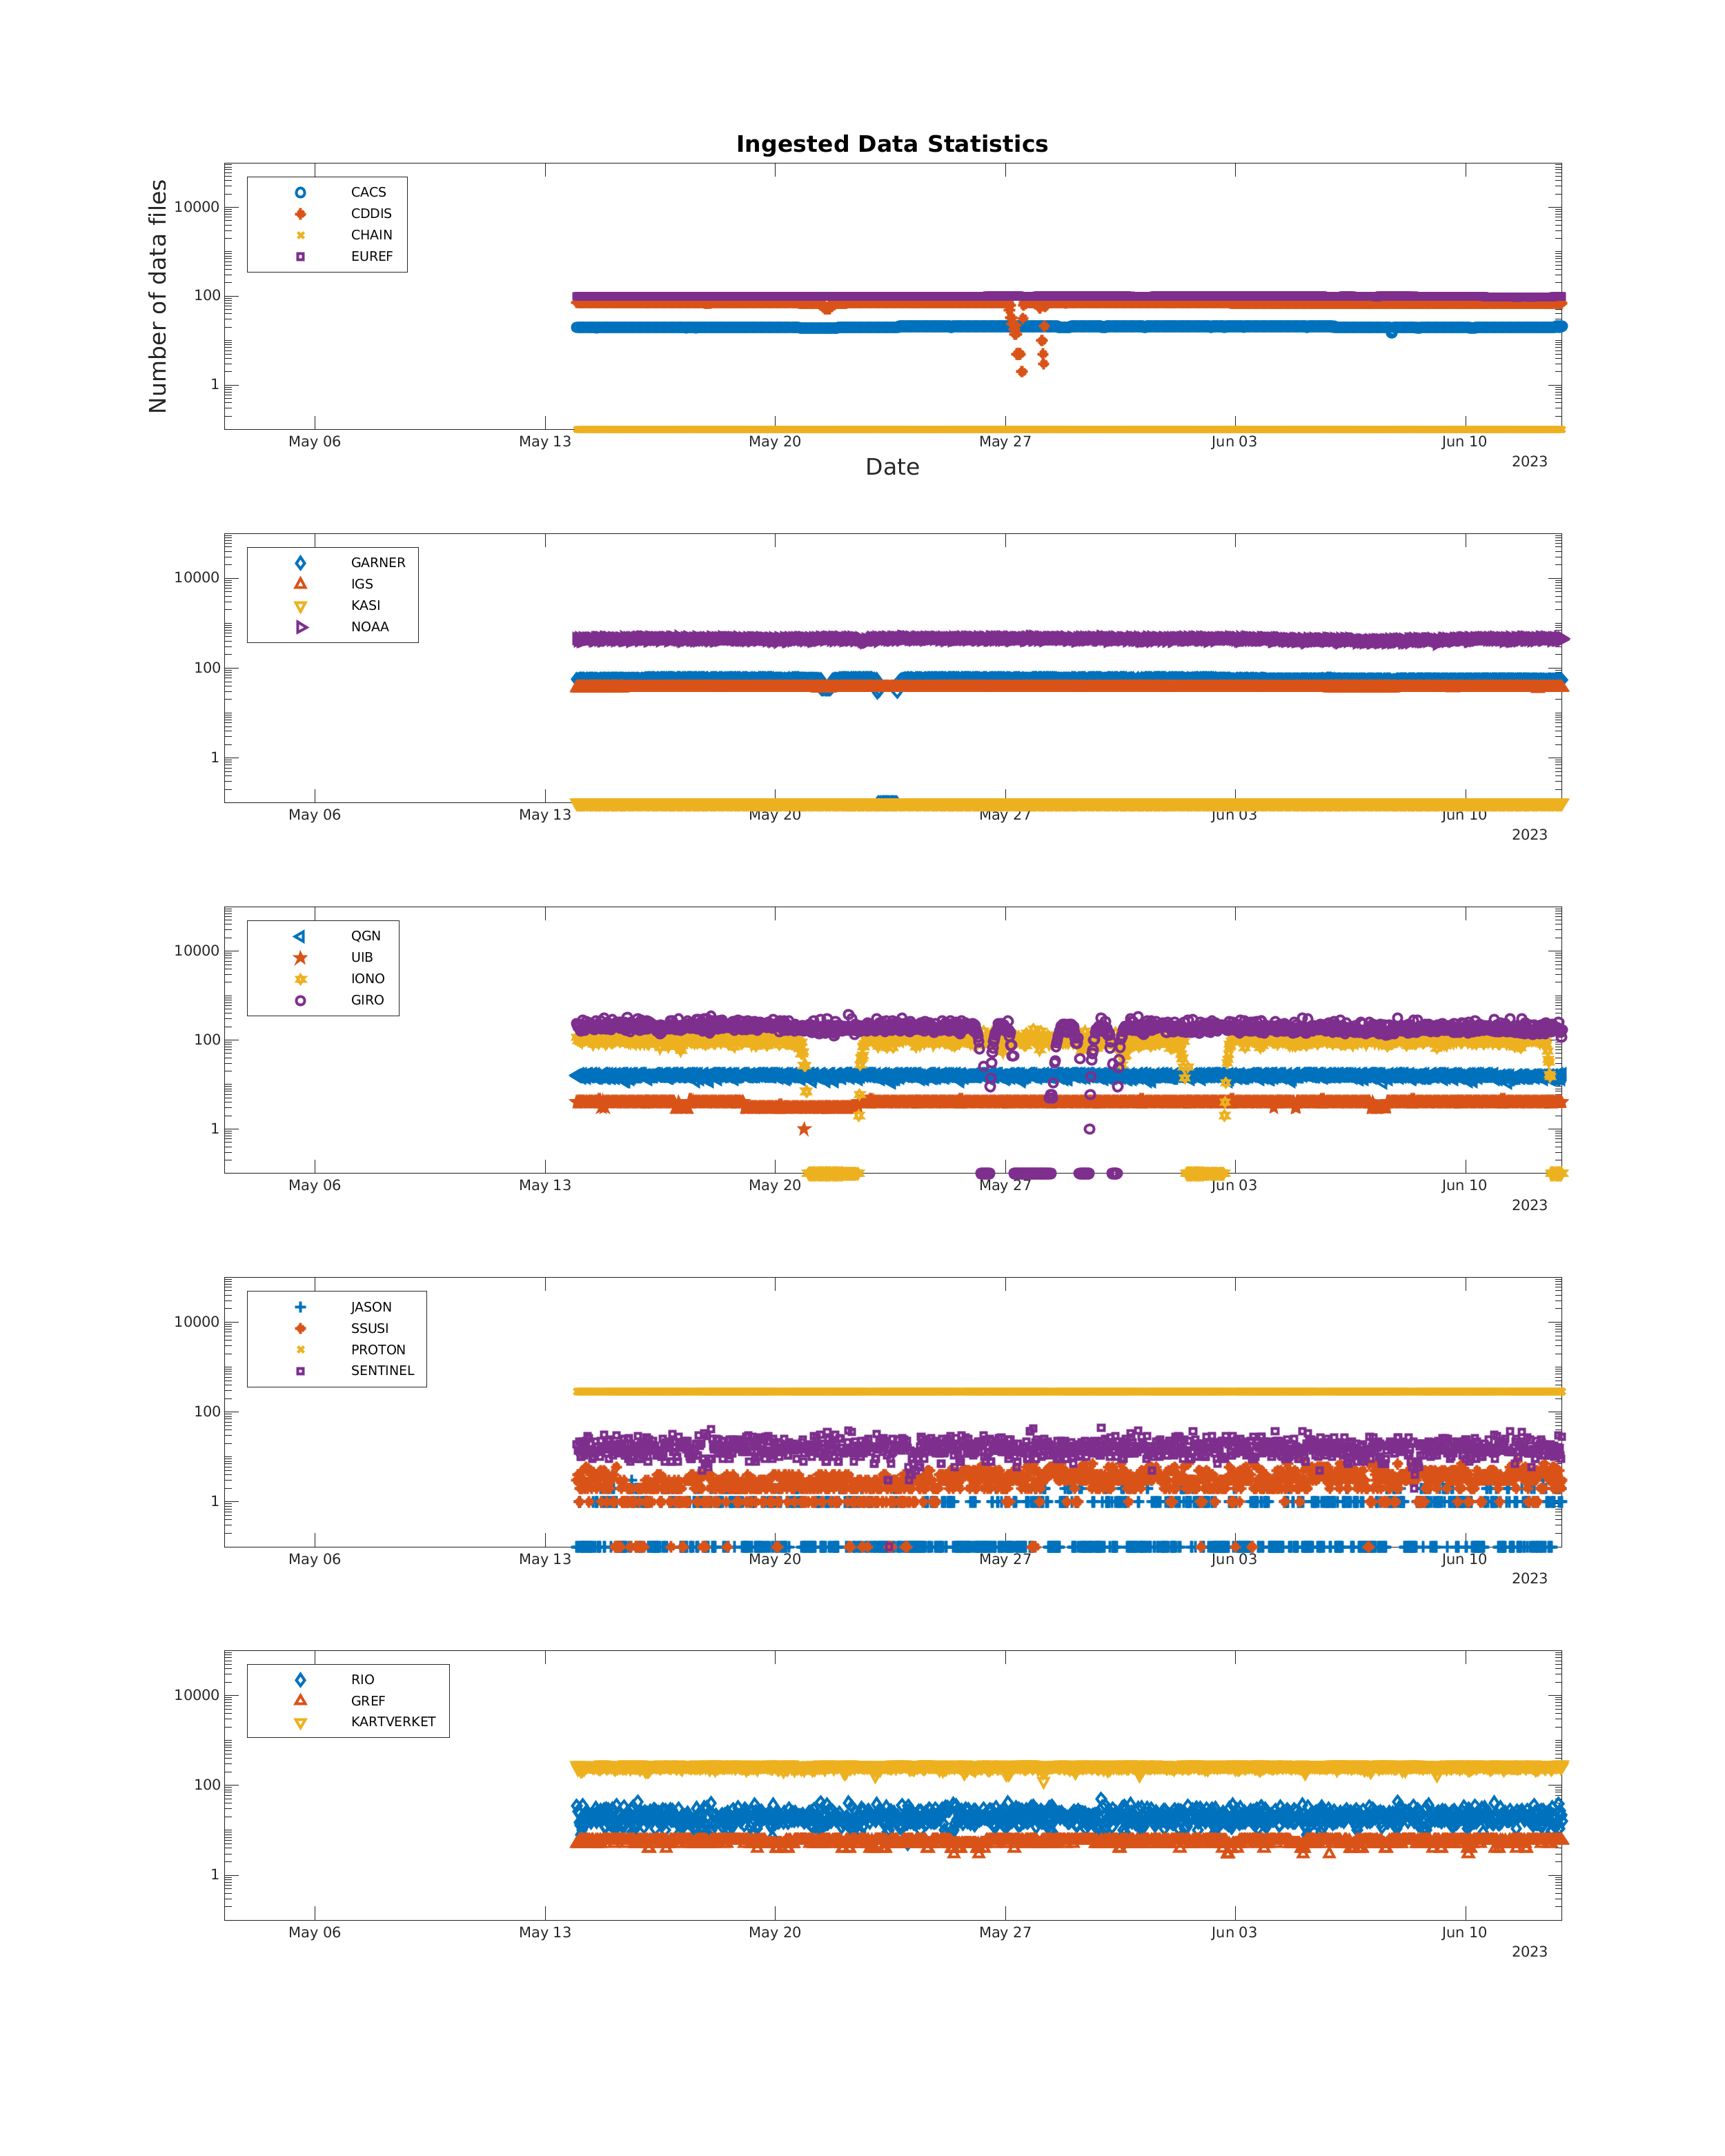 Ingested Data Statistics
Number of data files
10000
100
1
CACS
CDDIS
CHAIN
EUREF
May 06 May 13 May 20 May 27 Jun 03 Jun 10
2023
Date
10000
100
1
GARNER
IGS
KASI
NOAA
May 06 May 13 May 20 May 27 Jun 03 Jun 10
2023
10000
100
1
QGN
UIB
IONO
GIRO
May 06 May 13 May 20 May 27 Jun 03 Jun 10
2023
10000
100
1
JASON
SSUSI
PROTON
SENTINEL
May 06 May 13 May 20 May 27 Jun 03 Jun 10
2023
10000
100
1
RIO
GREF
KARTVERKET
May 06 May 13 May 20 May 27 Jun 03 Jun 10
2023